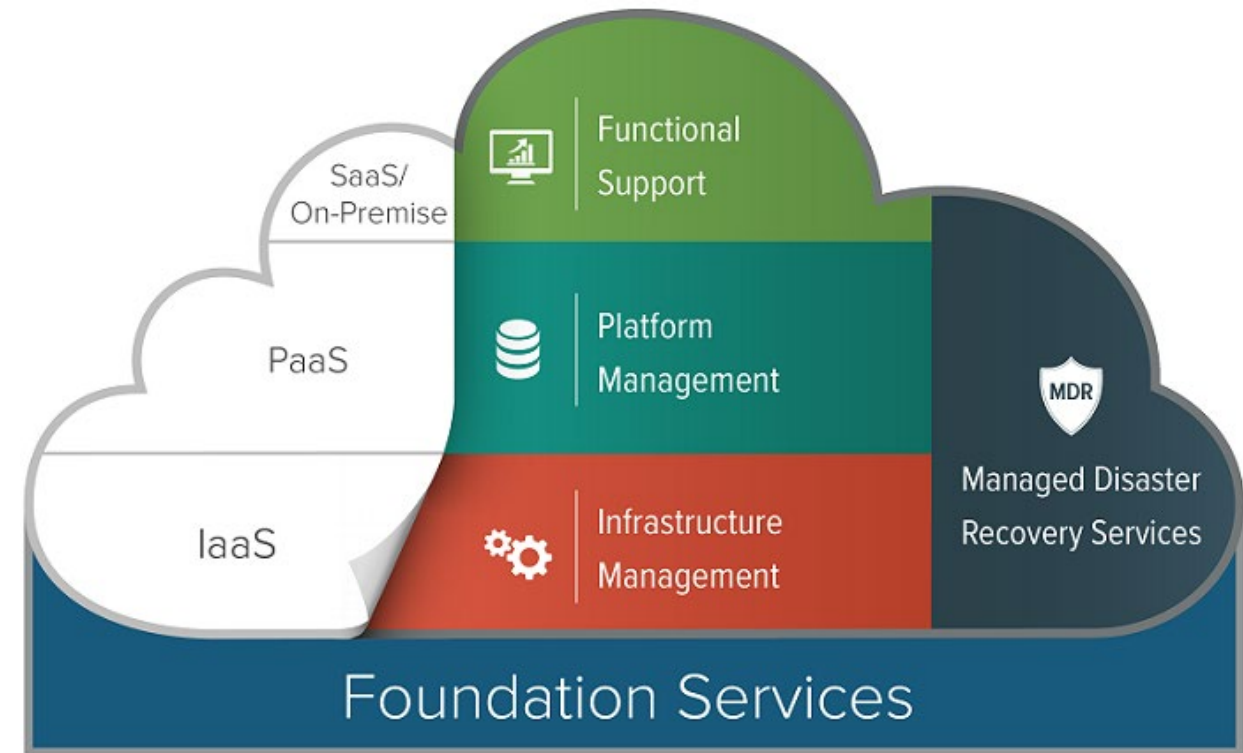 SaaS/
On-Premise
PaaS
IaaS
Functional
Support
Platform
Management
Infrastructure
Management
MDR
Managed Disaster
Recovery Services
Foundation Services